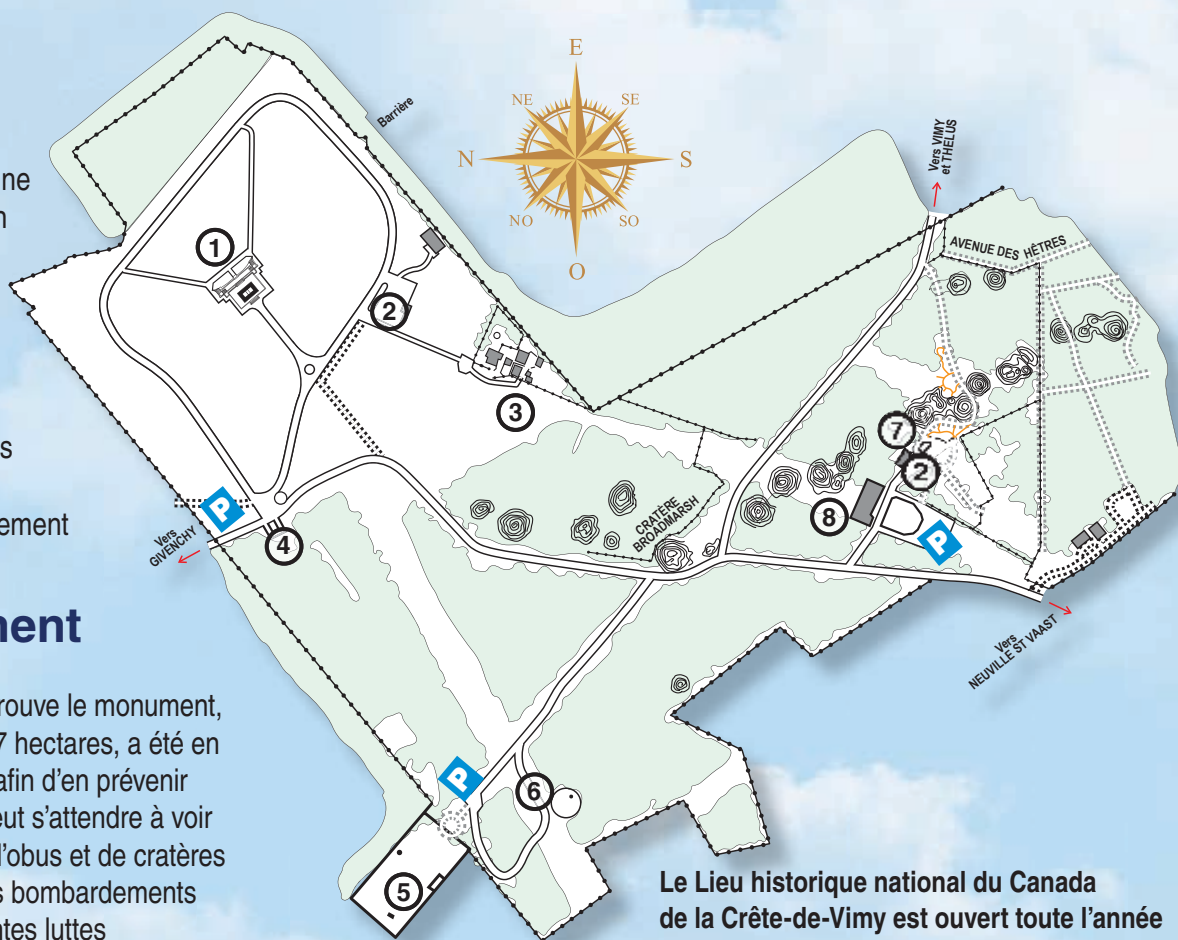 E
NE
SE
N
S
NO
SO
O
Barrière
Vers VIMY
et THELUS
AVENUE DES HÊTRES
1
2
3
7
2
8
CRATÈRE
BROADMARSH
P
P
4
Vers
GIVENCHY
Vers
NEUVILLE ST VAAST
P
6
5
ne
n
s
ement
ment
rouve le monument,
7 hectares, a été en
afin d'en prévenir
eut s'attendre à voir
d'obus et de cratères
s bombardements
ntes luttes
Le Lieu historique national du Canada
de la Crête-de-Vimy est ouvert toute l'année